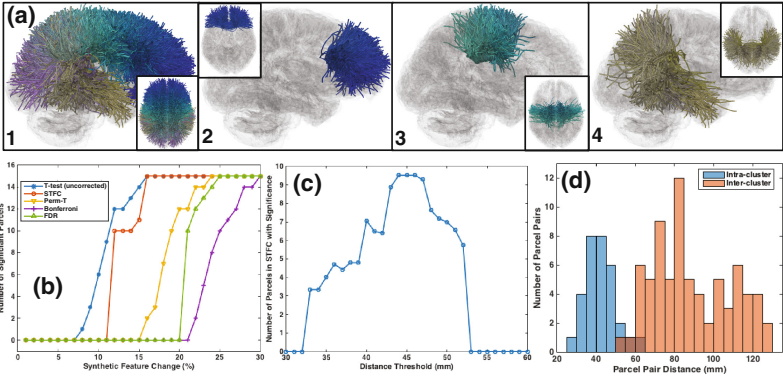 (a)
1
2
3
4
(b)
16
14
12
10
8
6
4
2
0
Number of Significant Parcels
T-test (uncorrected)
STFC
Perm-T
Bonferroni
FDR
0 5 10 15 20 25 30
Synthetic Feature Change (%)
(c)
10
9
8
7
6
5
4
3
2
1
0
Number of Parcels in STFC with Significance
30 35 40 45 50 55 60
Distance Threshold (mm)
(d)
12
10
8
6
4
2
0
Number of Parcel Pairs
Intra-cluster
Inter-cluster
20 40 60 80 100 120
Parcel Pair Distance (mm)